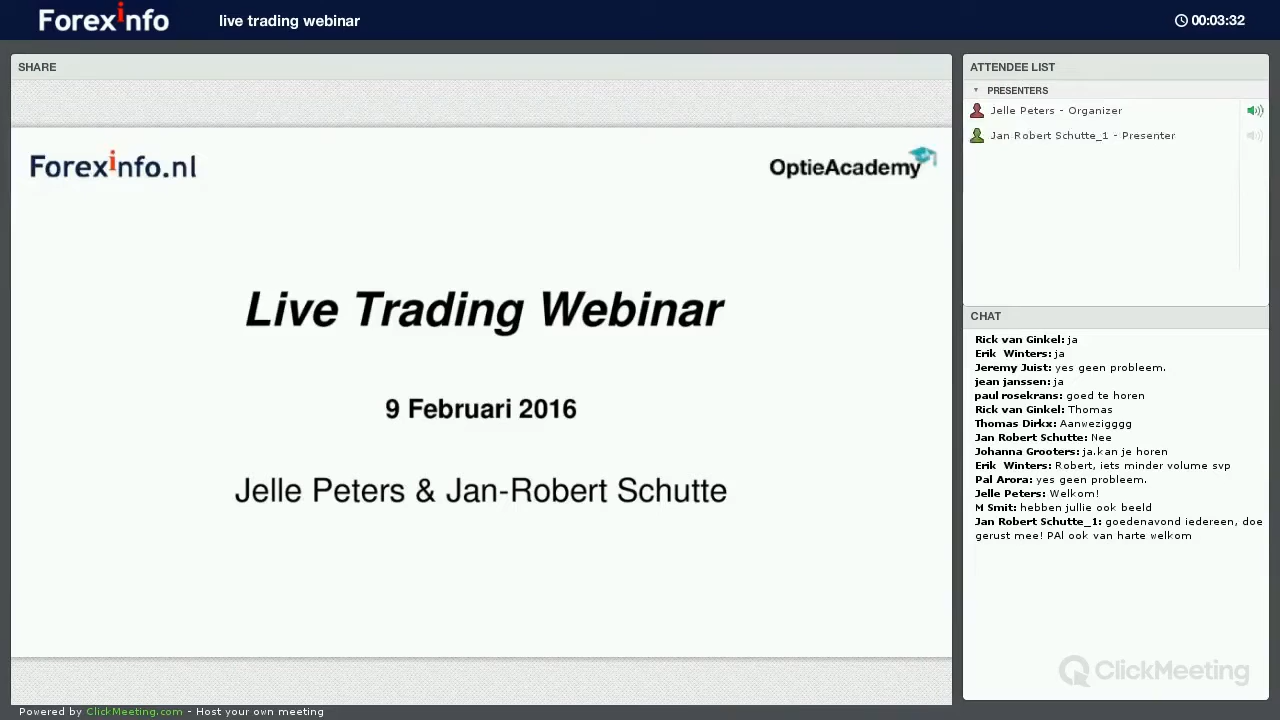 Forexinfo
live trading webinar
00:03:32
SHARE
Forexinfo.nl
OptieAcademy
Live Trading Webinar
9 Februari 2016
Jelle Peters & Jan-Robert Schutte
ATTENDEE LIST
PRESENTERS
Jelle Peters - Organizer
Jan Robert Schutte_1 - Presenter
CHAT
Rick van Ginkel: ja
Erik Winters: ja
Jeremy Juist: yes geen probleem.
jean janssen: ja
paul rosekrans: goed te horen
Rick van Ginkel: Thomas
Thomas Dirkx: Aanwezigggg
Jan Robert Schutte: Nee
Johanna Grooters: ja.kan je horen
Erik Winters: Robert, iets minder volume svp
Pal Arora: yes geen probleem.
Jelle Peters: Welkom!
M Smit: hebben jullie ook beeld
Jan Robert Schutte_1: goedenavond iedereen, doe
gerust mee! PAl ook van harte welkom
ClickMeeting
Powered by ClickMeeting.com - Host your own meeting